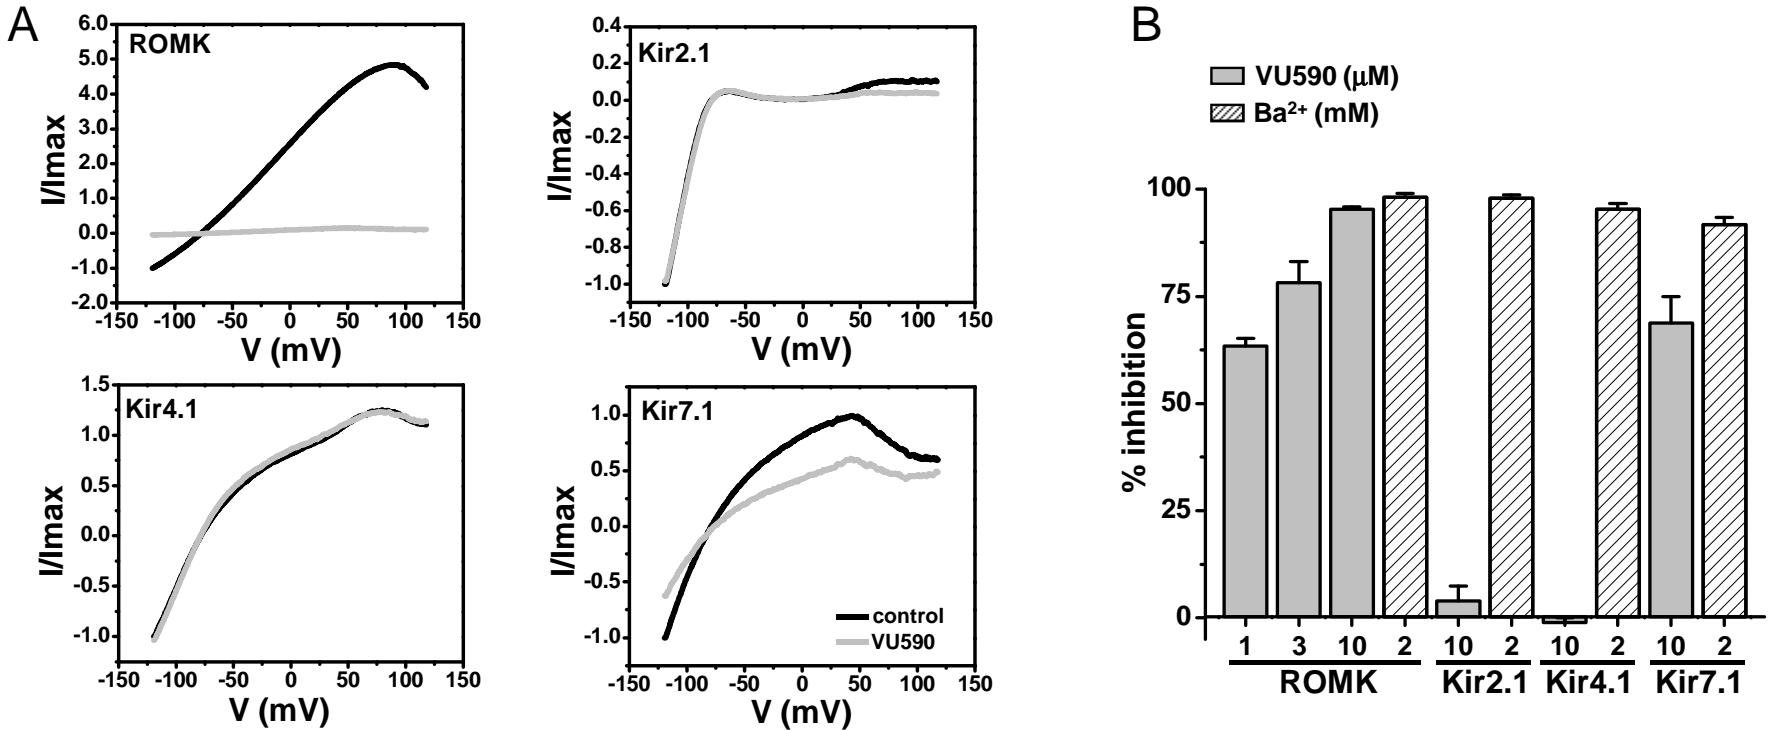 A
ROMK
6.0
5.0
4.0
3.0
2.0
1.0
0.0
-1.0
-2.0
I/Imax
-150 -100 -50 0 50 100 150
V (mV)
Kir2.1
0.4
0.2
0.0
-0.2
-0.4
-0.6
-0.8
-1.0
I/Imax
-150 -100 -50 0 50 100 150
V (mV)
Kir4.1
1.5
1.0
0.5
0.0
-0.5
-1.0
I/Imax
-150 -100 -50 0 50 100 150
V (mV)
Kir7.1
1.0
0.5
0.0
-0.5
-1.0
I/Imax
control
VU590
-150 -100 -50 0 50 100 150
V (mV)
B
VU590 (μM)
Ba²⁺ (mM)
100
75
50
25
0
% inhibition
1 3 10 2 10 2 10 2 10 2
ROMK Kir2.1 Kir4.1 Kir7.1